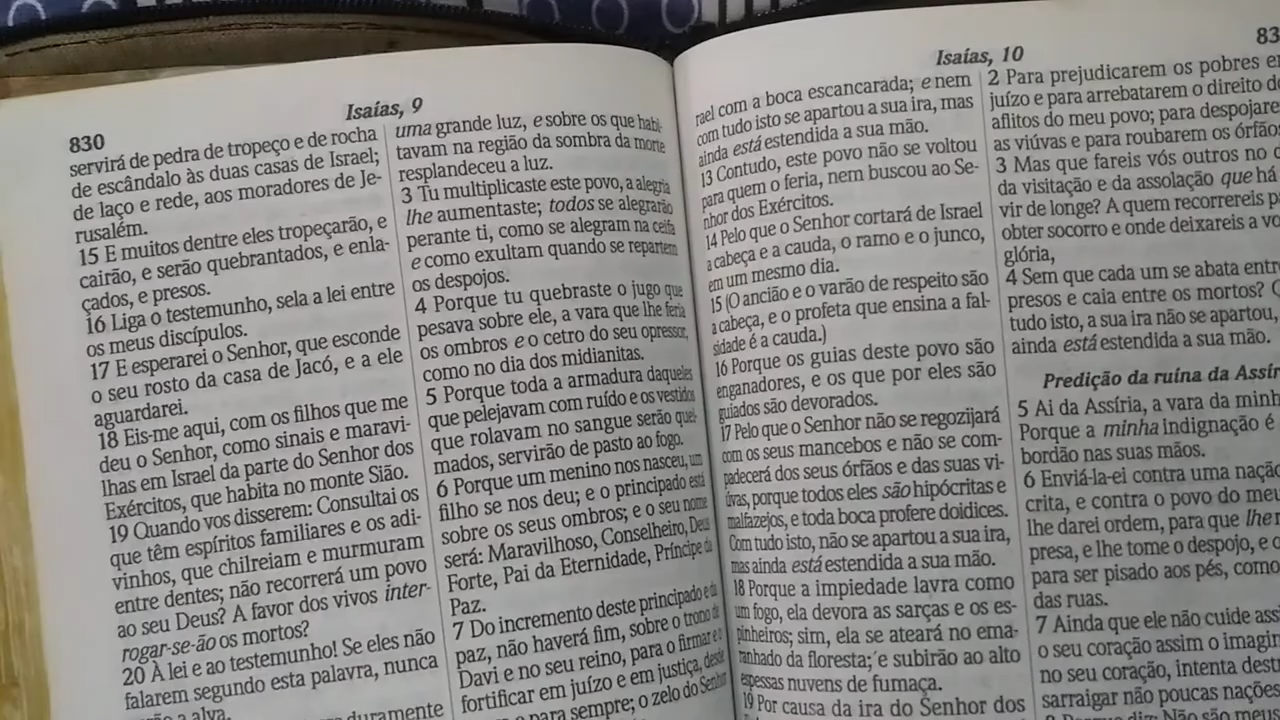 830
Isaías, 9
servirá de pedra de tropeço e de rocha
de escândalo às duas casas de Israel;
de laço e rede, aos moradores de Je-
rusalém.
15 E muitos dentre eles tropeçarão, e
cairão, e serão quebrantados, e enla-
çados, e presos.
16 Liga o testemunho, sela a lei entre
os meus discípulos.
17 E esperarei o Senhor, que esconde
o seu rosto da casa de Jacó, e a ele
aguardarei.
18 Eis-me aqui, com os filhos que me
deu o Senhor, como sinais e maravi-
lhas em Israel da parte do Senhor dos
Exércitos, que habita no monte Sião.
19 Quando vos disserem: Consultai os
que têm espíritos familiares e os adi-
vinhos, que chilreiam e murmuram
entre dentes; não recorrerá um povo
ao seu Deus? A favor dos vivos inter-
rogar-se-ão os mortos?
20 À lei e ao testemunho! Se eles não
falarem segundo esta palavra, nunca
a alva.
duramente
uma grande luz, e sobre os que habi-
tavam na região da sombra da morte
resplandeceu a luz.
3 Tu multiplicaste este povo, a alegria
lhe aumentaste; todos se alegrarão
perante ti, como se alegram na ceifa
e como exultam quando se repartem
os despojos.
4 Porque tu quebraste o jugo que
pesava sobre ele, a vara que lhe feria
os ombros e o cetro do seu opressor,
como no dia dos midianitas.
5 Porque toda a armadura daqueles
que pelejavam com ruído e os vestidos
que rolavam no sangue serão quei-
mados, servirão de pasto ao fogo.
6 Porque um menino nos nasceu, um
filho se nos deu; e o principado está
sobre os seus ombros; e o seu nome
será: Maravilhoso, Conselheiro, Deus
Forte, Pai da Eternidade, Príncipe da
Paz.
7 Do incremento deste principado e da
paz, não haverá fim, sobre o trono de
Davi e no seu reino, para o firmar e o
fortificar em juízo e em justiça, desde
para sempre; o zelo do Senhor
Isaías, 10
83
rael com a boca escancarada; e nem
com tudo isto se apartou a sua ira, mas
ainda está estendida a sua mão.
13 Contudo, este povo não se voltou
para quem o feria, nem buscou ao Se-
nhor dos Exércitos.
14 Pelo que o Senhor cortará de Israel
a cabeça e a cauda, o ramo e o junco,
em um mesmo dia.
15 (O ancião e o varão de respeito são
a cabeça, e o profeta que ensina a fal-
sidade é a cauda.)
16 Porque os guias deste povo são
enganadores, e os que por eles são
guiados são devorados.
17 Pelo que o Senhor não se regozijará
com os seus mancebos e não se com-
padecerá dos seus órfãos e das suas vi-
úvas, porque todos eles são hipócritas e
malfazejos, e toda boca profere doidices.
Com tudo isto, não se apartou a sua ira,
mas ainda está estendida a sua mão.
18 Porque a impiedade lavra como
um fogo, ela devora as sarças e os es-
pinheiros; sim, ela se ateará no ema-
ranhado da floresta; e subirão ao alto
espessas nuvens de fumaça.
19 Por causa da ira do Senhor dos
2 Para prejudicarem os pobres e
juízo e para arrebatarem o direito d
aflitos do meu povo; para despojare
as viúvas e para roubarem os órfão
3 Mas que fareis vós outros no d
da visitação e da assolação que há
vir de longe? A quem recorrereis p
obter socorro e onde deixareis a vo
glória,
4 Sem que cada um se abata entr
presos e caia entre os mortos? C
tudo isto, a sua ira não se apartou,
ainda está estendida a sua mão.
Predição da ruína da Assír
5 Ai da Assíria, a vara da minh
Porque a minha indignação é
bordão nas suas mãos.
6 Enviá-la-ei contra uma nação
crita, e contra o povo do meu
lhe darei ordem, para que lhe
presa, e lhe tome o despojo, e o
para ser pisado aos pés, como
das ruas.
7 Ainda que ele não cuide ass
o seu coração assim o imagin
no seu coração, intenta destr
sarraigar não poucas nações